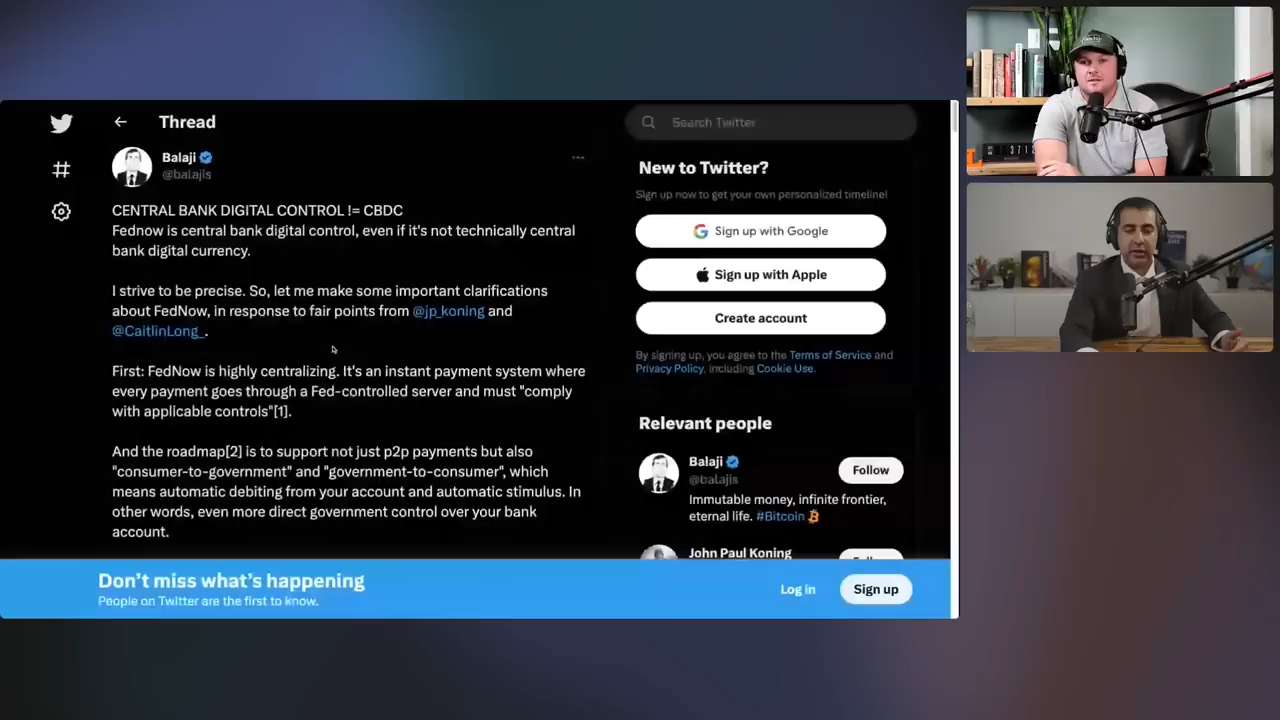 Thread
Balaji
@balajis
CENTRAL BANK DIGITAL CONTROL != CBDC
Fednow is central bank digital control, even if it's not technically central
bank digital currency.
I strive to be precise. So, let me make some important clarifications
about FedNow, in response to fair points from @jp_koning and
@CaitlinLong_.
First: FedNow is highly centralizing. It's an instant payment system where
every payment goes through a Fed-controlled server and must "comply
with applicable controls"[1].
And the roadmap[2] is to support not just p2p payments but also
"consumer-to-government" and "government-to-consumer", which
means automatic debiting from your account and automatic stimulus. In
other words, even more direct government control over your bank
account.
Search Twitter
New to Twitter?
Sign up now to get your own personalized timeline!
Sign up with Google
Sign up with Apple
Create account
By signing up, you agree to the Terms of Service and
Privacy Policy, including Cookie Use.
Relevant people
Balaji
@balajis
Follow
Immutable money, infinite frontier,
eternal life. #Bitcoin
John Paul Koning
Don't miss what's happening
People on Twitter are the first to know.
Log in
Sign up